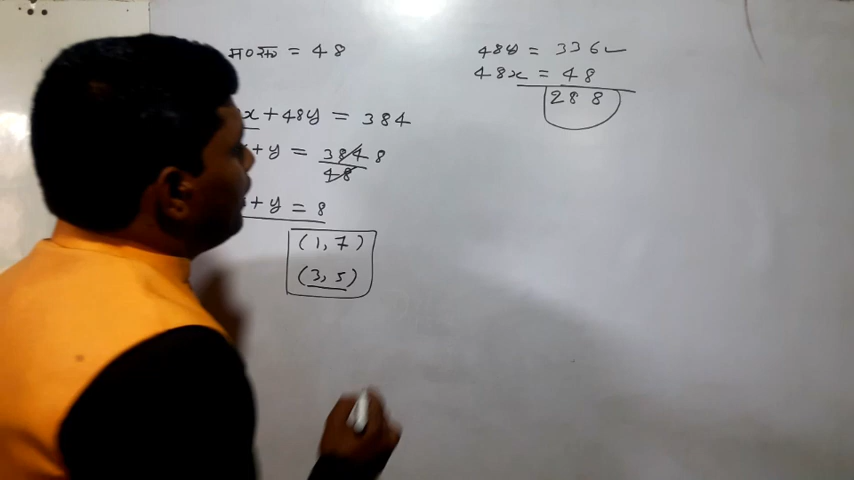 म०स० = 48
x + 48y = 384
+ y = 384 8
48
+ y = 8
(1, 7)
(3, 5)
48y = 336
48x = 48
288